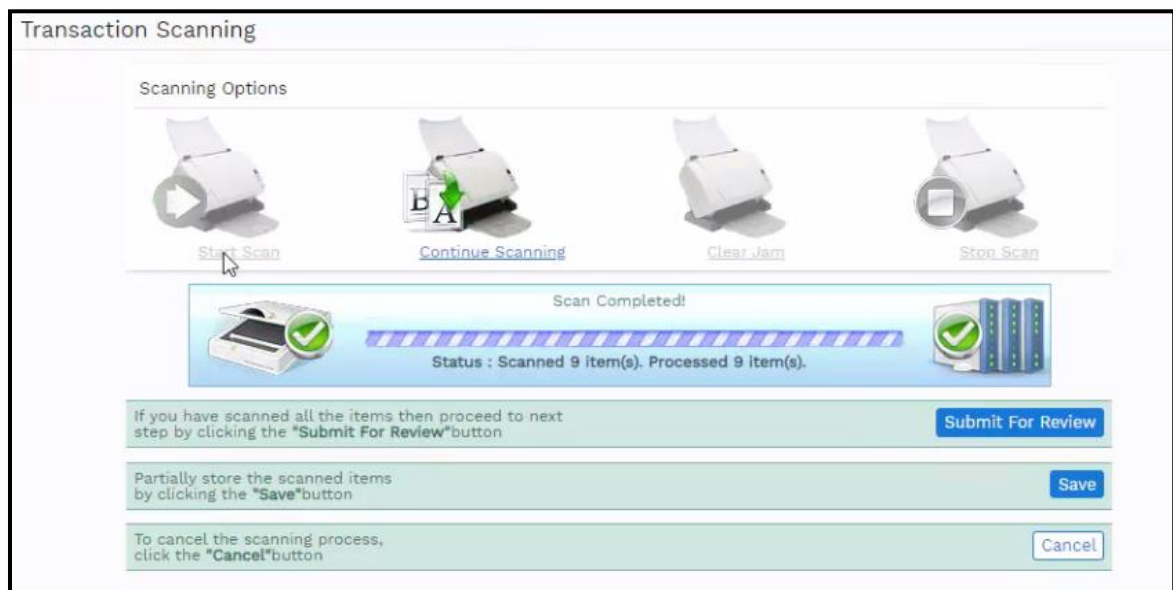 Transaction Scanning
Scanning Options
Start Scan
Continue Scanning
Clear Jam
Stop Scan
B
A
Scan Completed!
Status : Scanned 9 item(s). Processed 9 item(s).
If you have scanned all the items then proceed to next
step by clicking the "Submit For Review"button
Submit For Review
Partially store the scanned items
by clicking the "Save"button
Save
To cancel the scanning process,
click the "Cancel"button
Cancel